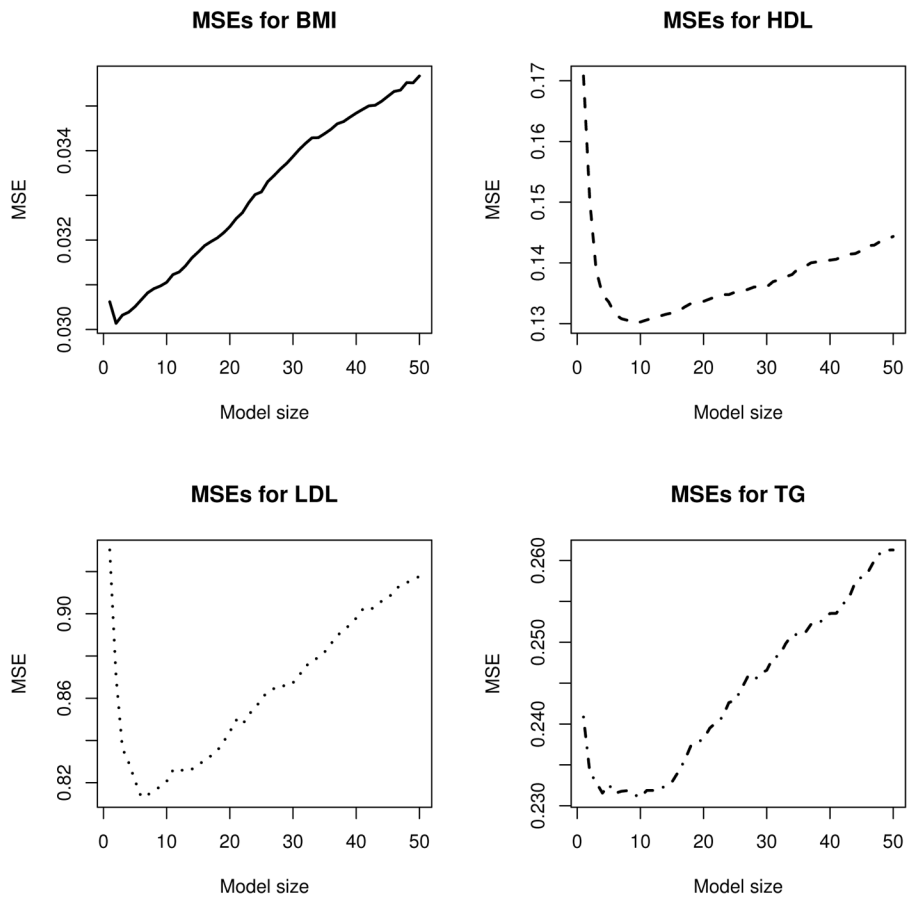 MSEs for BMI
MSE
0.030 0.032 0.034
0 10 20 30 40 50
Model size
MSEs for HDL
MSE
0.13 0.14 0.15 0.16 0.17
0 10 20 30 40 50
Model size
MSEs for LDL
MSE
0.82 0.86 0.90
0 10 20 30 40 50
Model size
MSEs for TG
MSE
0.230 0.240 0.250 0.260
0 10 20 30 40 50
Model size